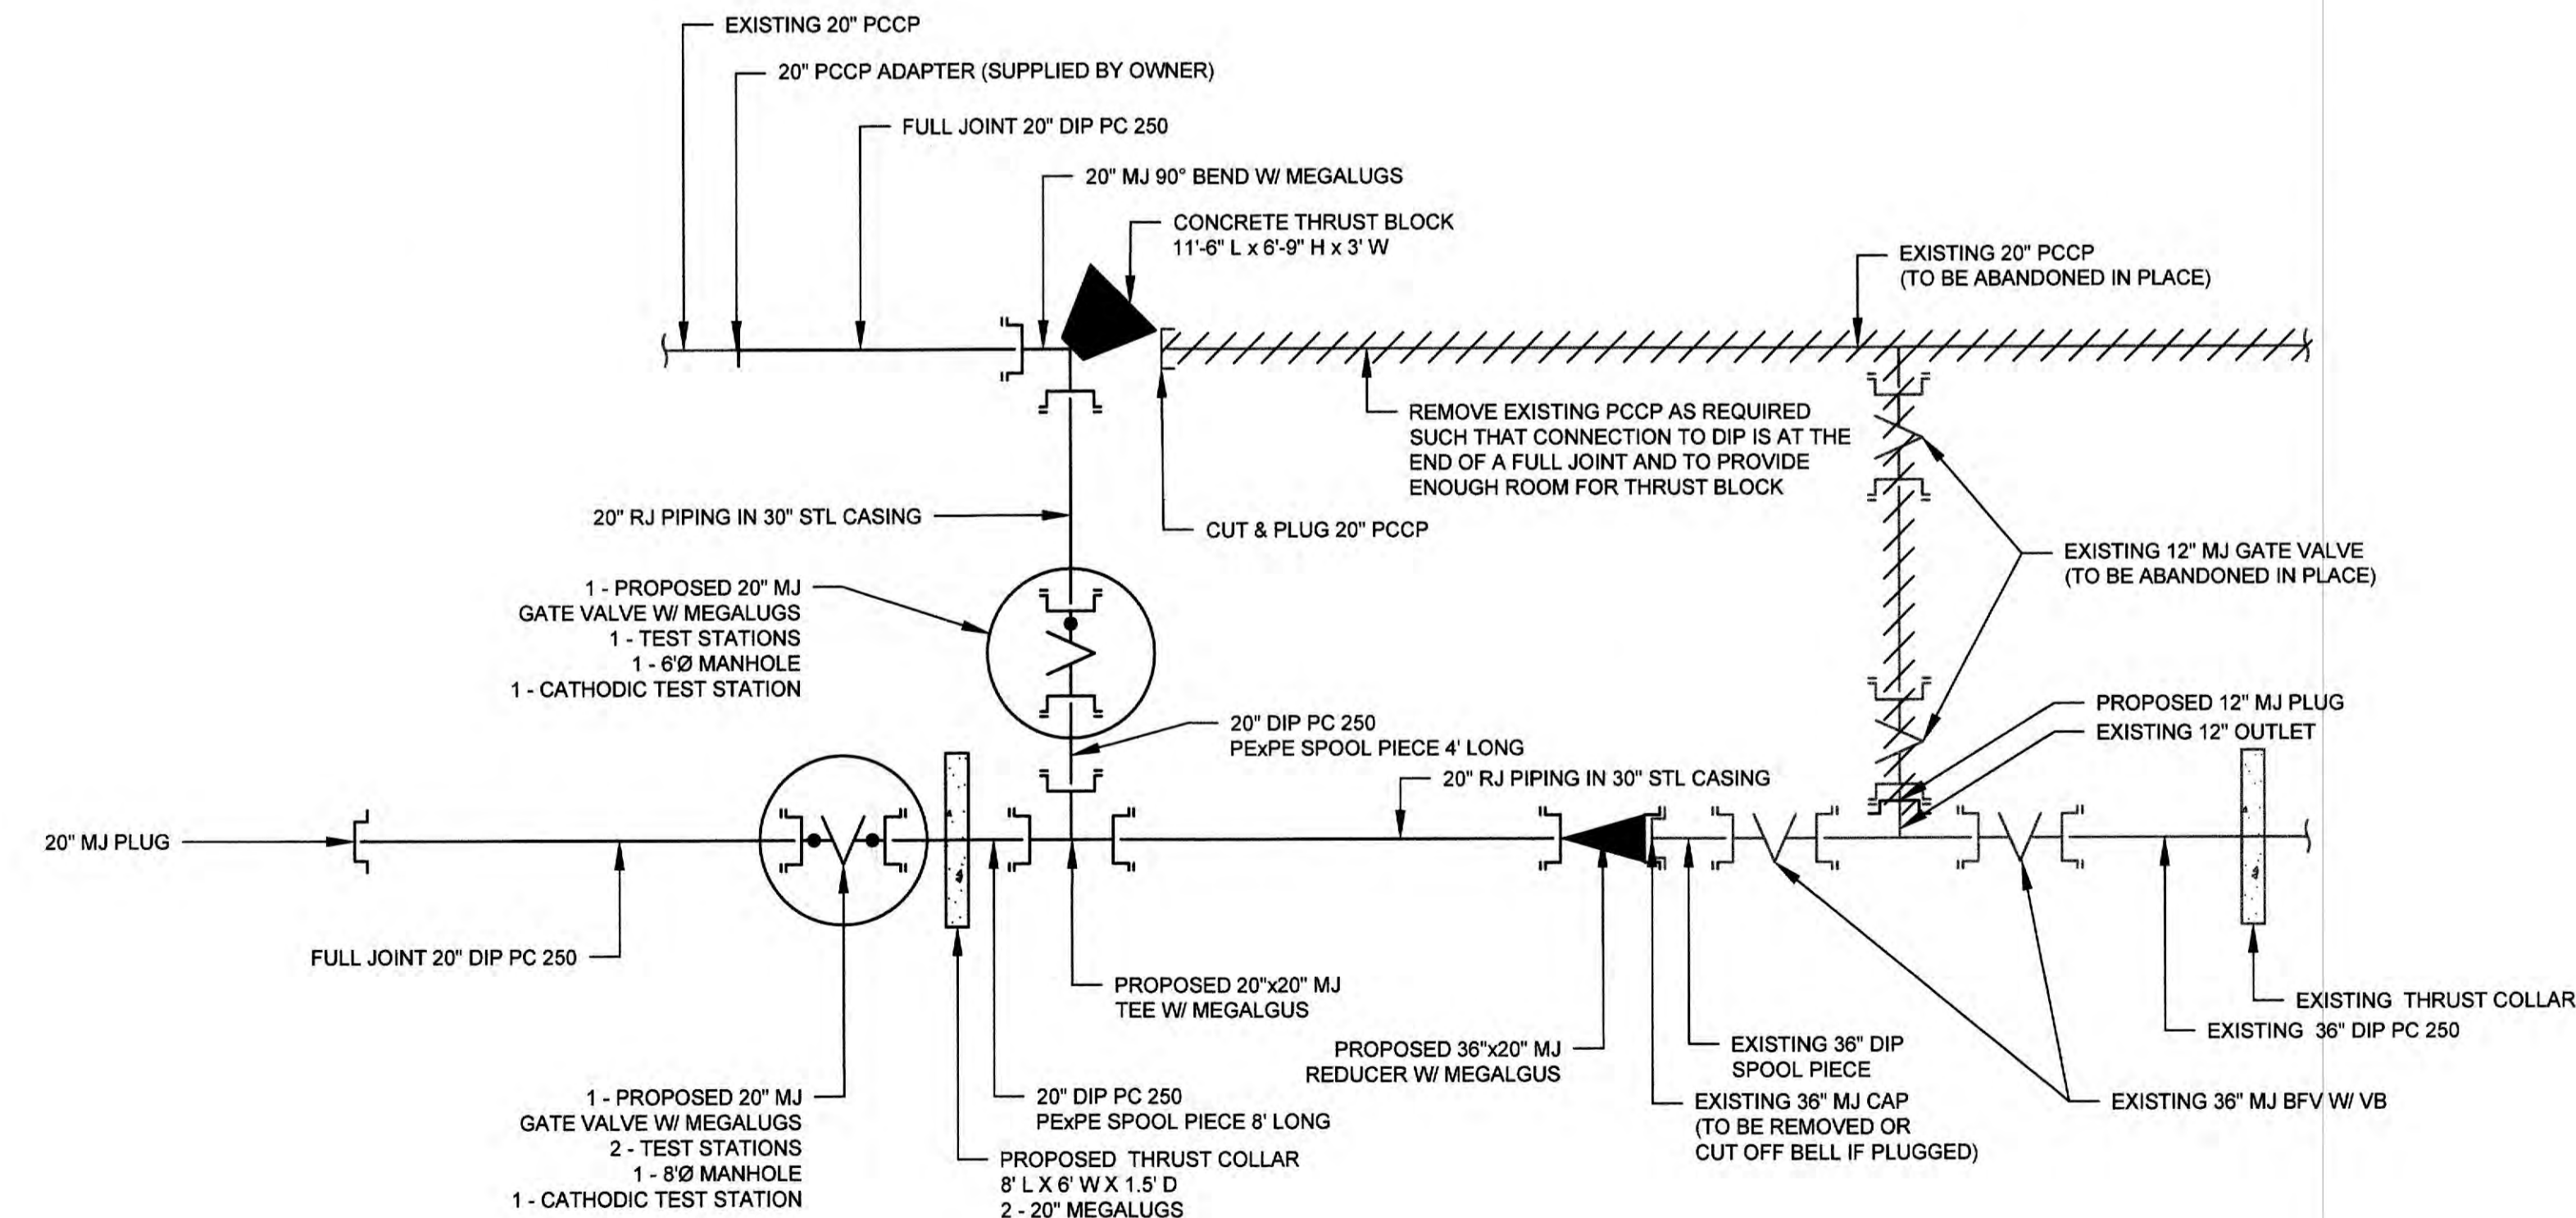 EXISTING 20" PCCP
20" PCCP ADAPTER (SUPPLIED BY OWNER)
FULL JOINT 20" DIP PC 250
20" MJ 90° BEND W/ MEGALUGS
CONCRETE THRUST BLOCK
11'-6" L x 6'-9" H x 3' W
EXISTING 20" PCCP
(TO BE ABANDONED IN PLACE)
REMOVE EXISTING PCCP AS REQUIRED
SUCH THAT CONNECTION TO DIP IS AT THE
END OF A FULL JOINT AND TO PROVIDE
ENOUGH ROOM FOR THRUST BLOCK
20" RJ PIPING IN 30" STL CASING
CUT & PLUG 20" PCCP
EXISTING 12" MJ GATE VALVE
(TO BE ABANDONED IN PLACE)
1 - PROPOSED 20" MJ
GATE VALVE W/ MEGALUGS
1 - TEST STATIONS
1 - 6'Ø MANHOLE
1 - CATHODIC TEST STATION
PROPOSED 12" MJ PLUG
EXISTING 12" OUTLET
20" DIP PC 250
PExPE SPOOL PIECE 4' LONG
20" RJ PIPING IN 30" STL CASING
20" MJ PLUG
FULL JOINT 20" DIP PC 250
PROPOSED 20"x20" MJ
TEE W/ MEGALGUS
EXISTING THRUST COLLAR
EXISTING 36" DIP PC 250
PROPOSED 36"x20" MJ
REDUCER W/ MEGALGUS
EXISTING 36" DIP
SPOOL PIECE
1 - PROPOSED 20" MJ
GATE VALVE W/ MEGALUGS
2 - TEST STATIONS
1 - 8'Ø MANHOLE
1 - CATHODIC TEST STATION
20" DIP PC 250
PExPE SPOOL PIECE 8' LONG
EXISTING 36" MJ CAP
(TO BE REMOVED OR
CUT OFF BELL IF PLUGGED)
EXISTING 36" MJ BFV W/ VB
PROPOSED THRUST COLLAR
8' L X 6' W X 1.5' D
2 - 20" MEGALUGS